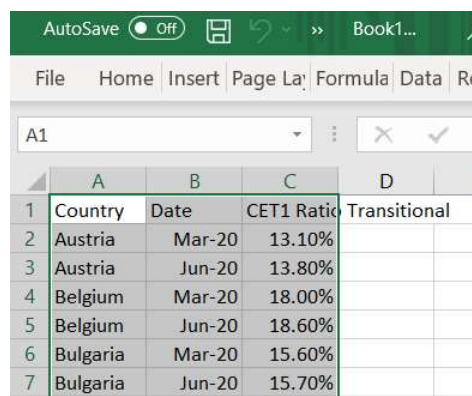 AutoSave Off Book1...
File Home Insert Page La Formula Data Re
A1
A B C D
1 Country Date CET1 Ratio Transitional
2 Austria Mar-20 13.10%
3 Austria Jun-20 13.80%
4 Belgium Mar-20 18.00%
5 Belgium Jun-20 18.60%
6 Bulgaria Mar-20 15.60%
7 Bulgaria Jun-20 15.70%